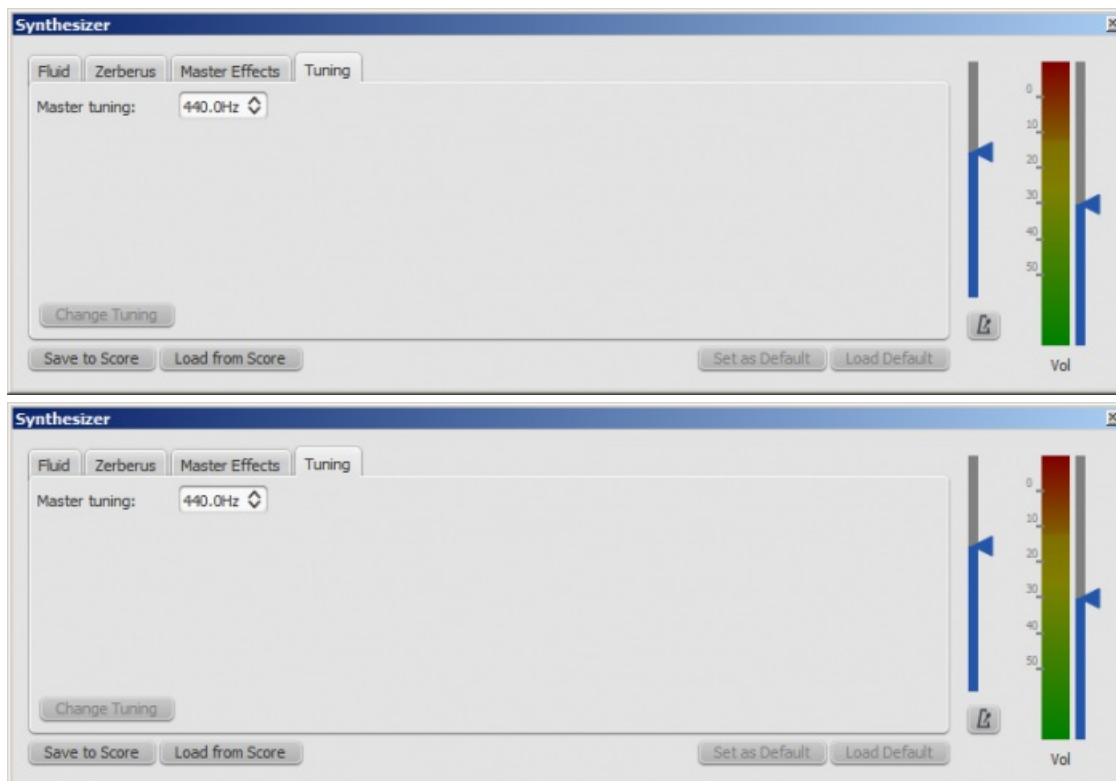 Synthesizer
Fluid Zerberus Master Effects Tuning
Master tuning: 440.0Hz
0
10
20
30
40
50
Change Tuning
Save to Score Load from Score Set as Default Load Default
Vol
Synthesizer
Fluid Zerberus Master Effects Tuning
Master tuning: 440.0Hz
0
10
20
30
40
50
Change Tuning
Save to Score Load from Score Set as Default Load Default
Vol